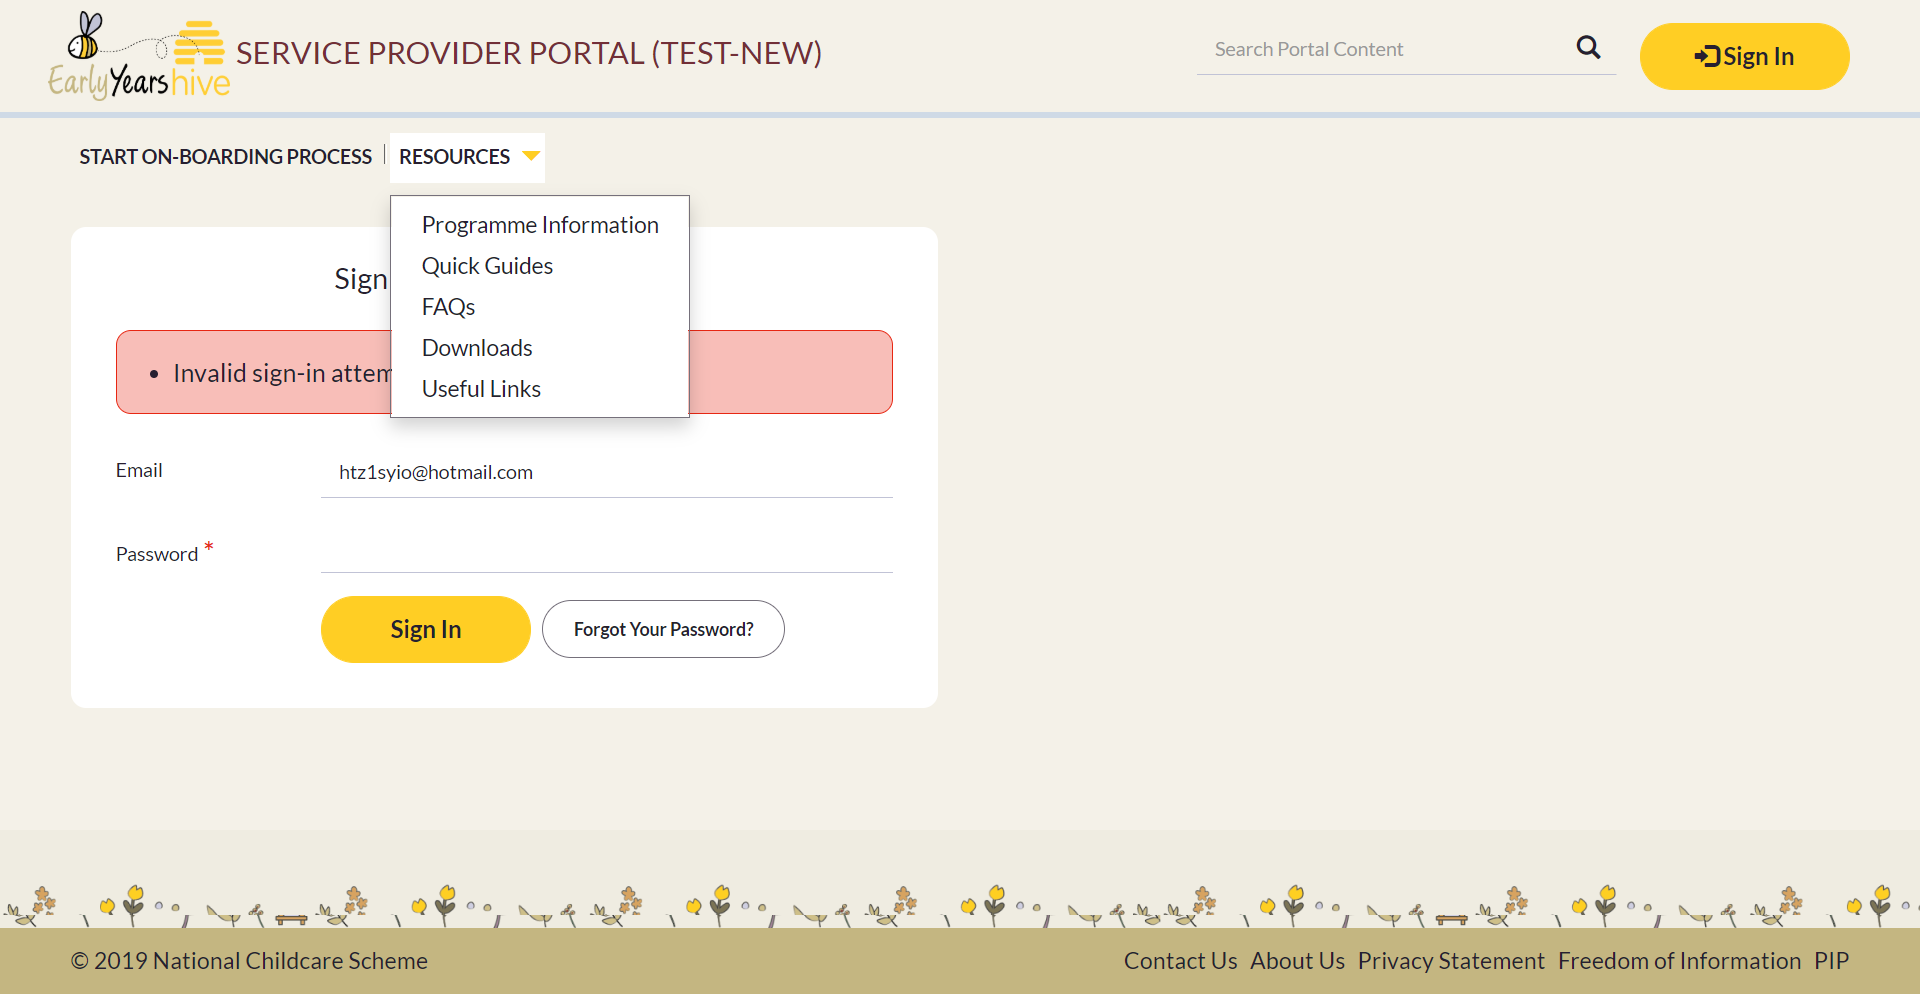 Early Years hive
SERVICE PROVIDER PORTAL (TEST-NEW)
Search Portal Content
Sign In
START ON-BOARDING PROCESS
RESOURCES
Programme Information
Quick Guides
FAQs
Downloads
Useful Links
Sign
Invalid sign-in
Email
htz1syio@hotmail.com
Password *
Sign In
Forgot Your Password?
© 2019 National Childcare Scheme
Contact Us About Us Privacy Statement Freedom of Information PIP